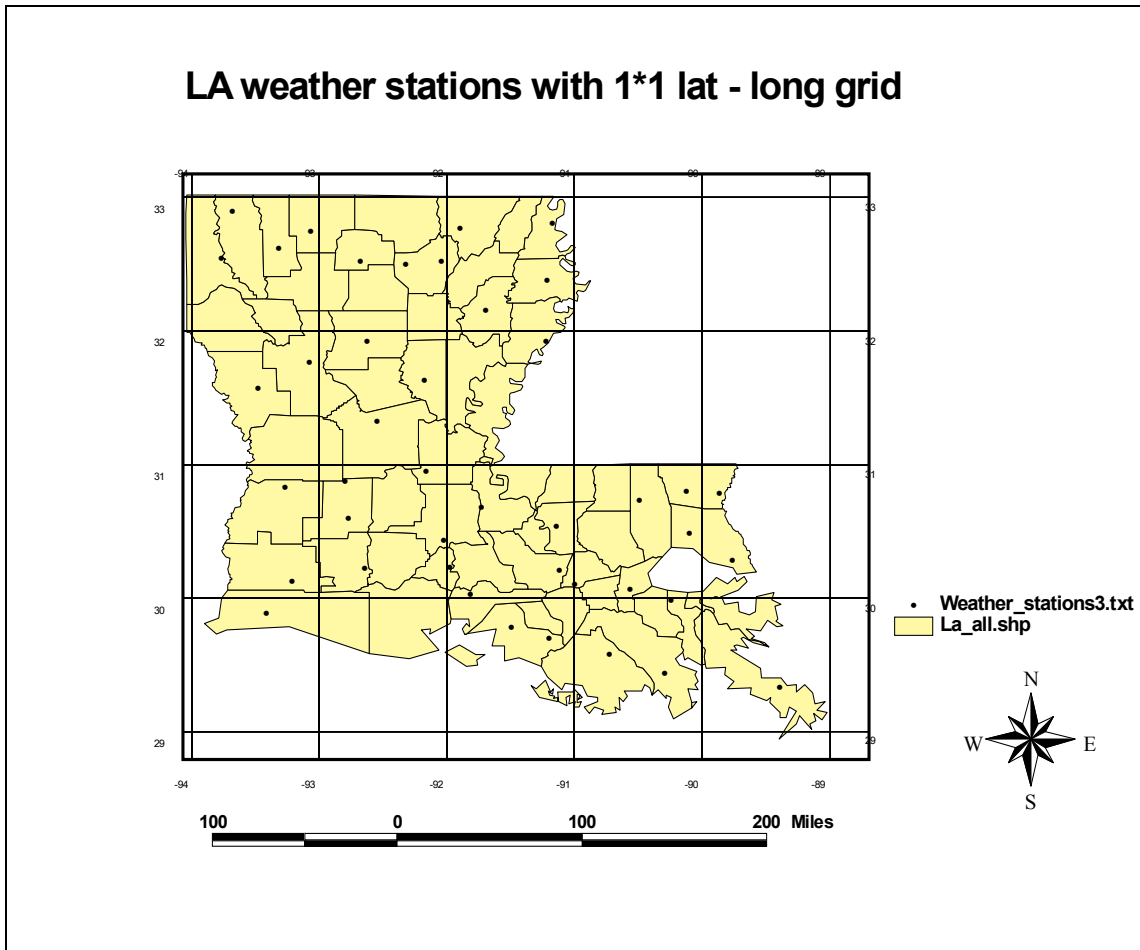 LA weather stations with 1*1 lat - long grid
-94 -93 -92 -91 -90 -89
33 33
32 32
31 31
30 30
29 29
-94 -93 -92 -91 -90 -89
Weather_stations3.txt
La_all.shp
N
W E
S
100 0 100 200 Miles